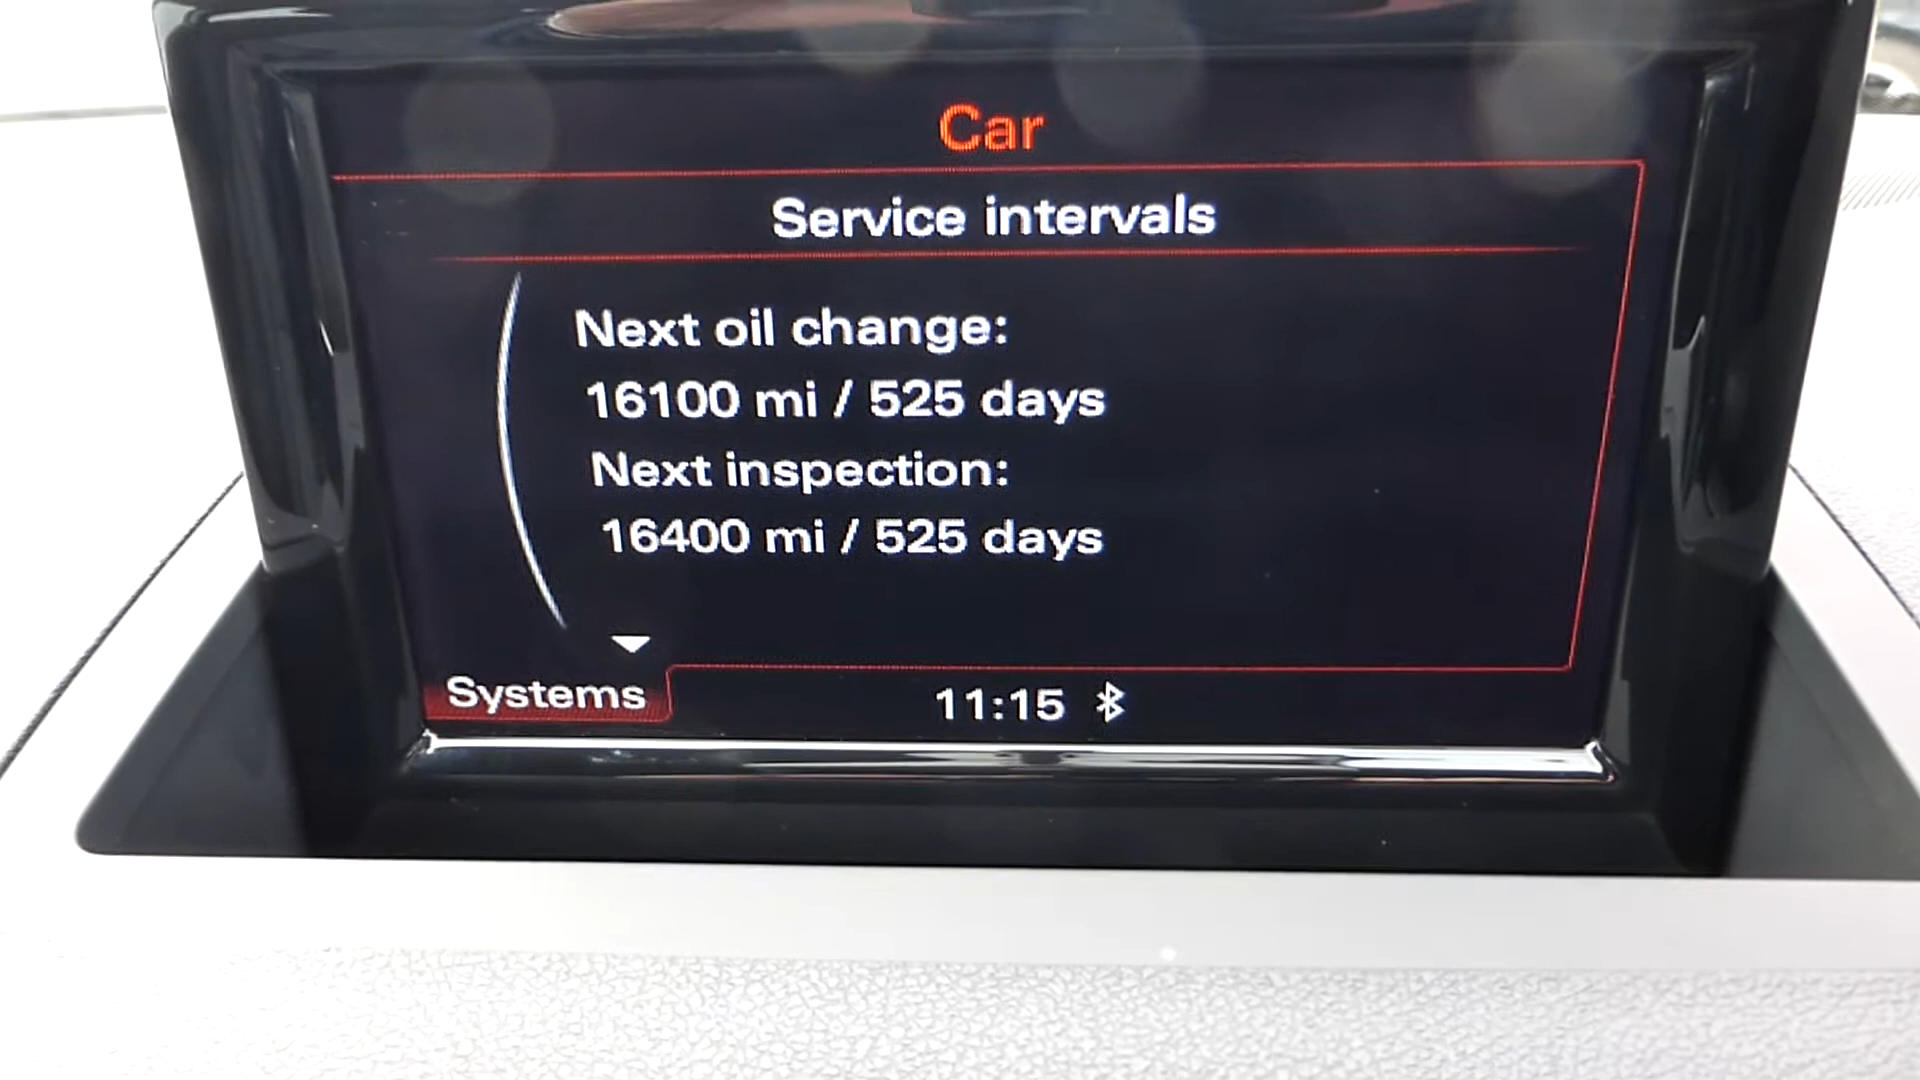 Car
Service intervals
Next oil change:
16100 mi / 525 days
Next inspection:
16400 mi / 525 days
Systems
11:15